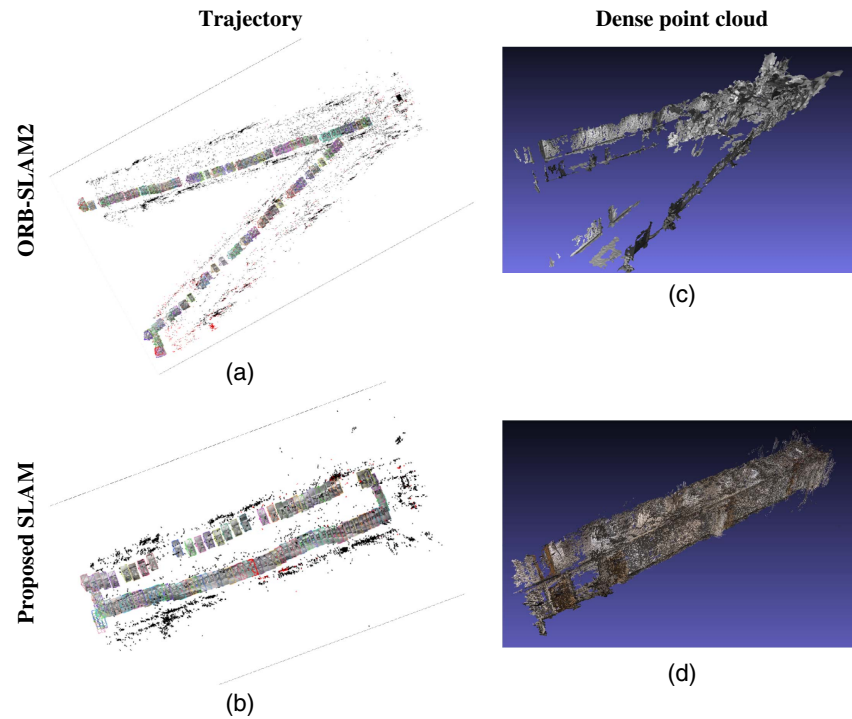 Trajectory
Dense point cloud
ORB-SLAM2
(a)
(c)
Proposed SLAM
(b)
(d)